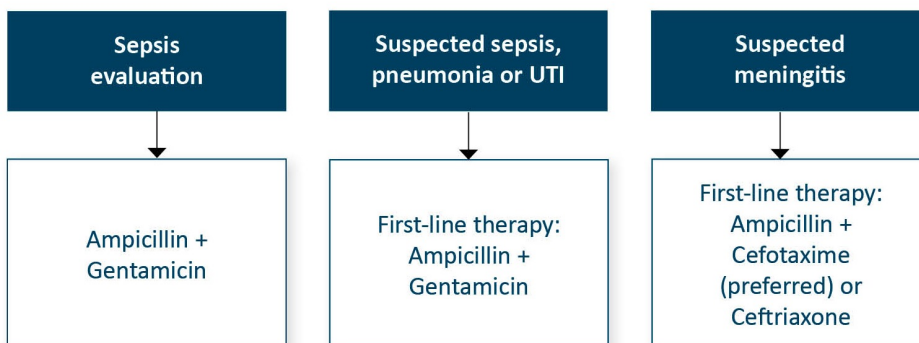 Sepsis
evaluation
Ampicillin +
Gentamicin
Suspected sepsis,
pneumonia or UTI
First-line therapy:
Ampicillin +
Gentamicin
Suspected
meningitis
First-line therapy:
Ampicillin +
Cefotaxime
(preferred) or
Ceftriaxone